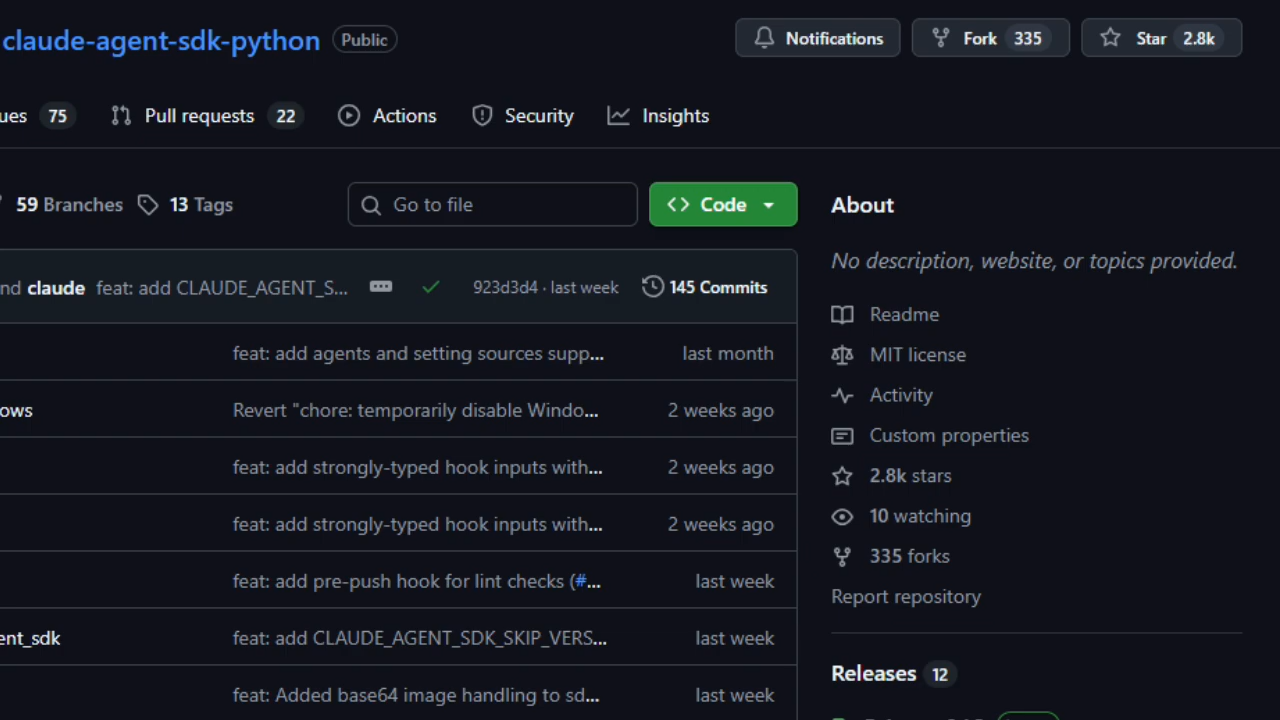 claude-agent-sdk-python Public Notifications Fork 335 Star 2.8k
ues 75 Pull requests 22 Actions Security Insights
59 Branches 13 Tags Go to file Code
nd claude feat: add CLAUDE_AGENT_S... 923d3d4 · last week 145 Commits
feat: add agents and setting sources supp... last month
ows Revert "chore: temporarily disable Windo... 2 weeks ago
feat: add strongly-typed hook inputs with... 2 weeks ago
feat: add strongly-typed hook inputs with... 2 weeks ago
feat: add pre-push hook for lint checks (#... last week
ent_sdk feat: add CLAUDE_AGENT_SDK_SKIP_VERS... last week
feat: Added base64 image handling to sd... last week
About
No description, website, or topics provided.
Readme
MIT license
Activity
Custom properties
2.8k stars
10 watching
335 forks
Report repository
Releases 12